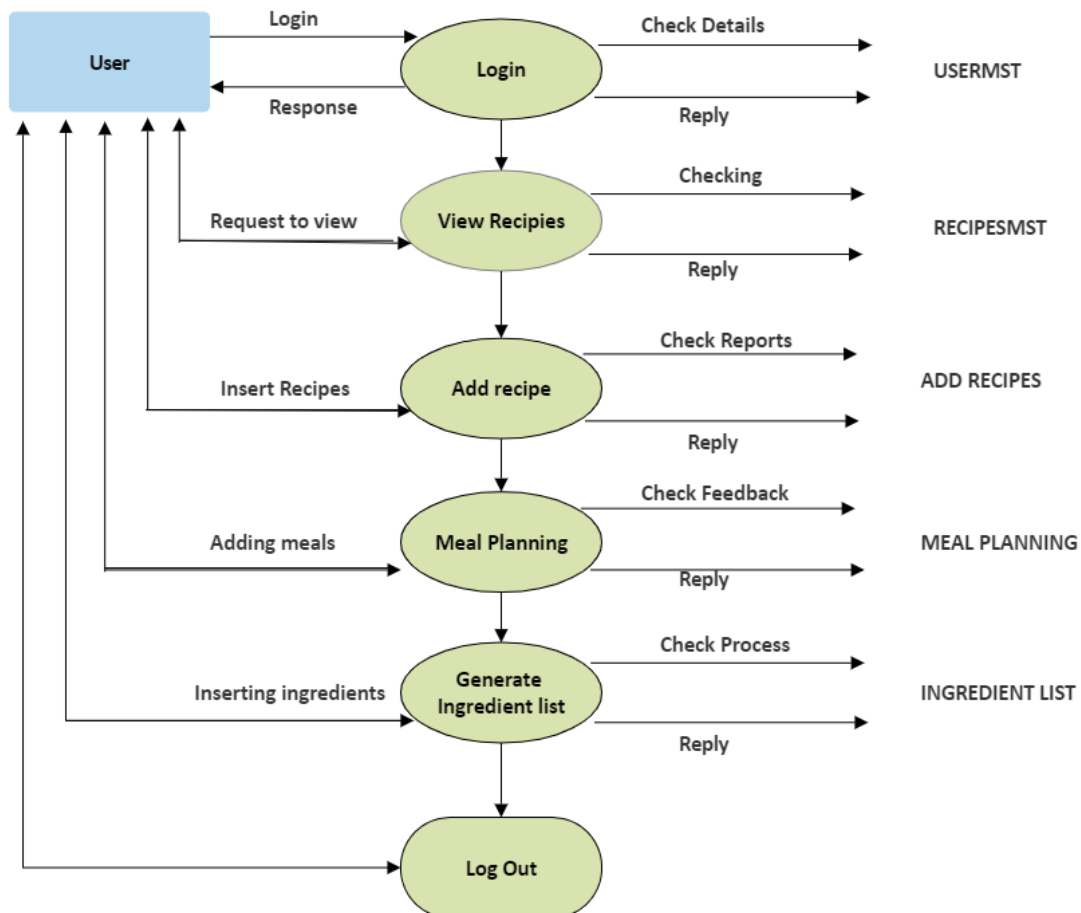 Login
Check Details
User
Login
USERMST
Response
Reply
Checking
Request to view
View Recipies
RECIPESMST
Reply
Check Reports
Insert Recipes
Add recipe
ADD RECIPES
Reply
Check Feedback
Adding meals
Meal Planning
MEAL PLANNING
Reply
Check Process
Inserting ingredients
Generate
Ingredient list
INGREDIENT LIST
Reply
Log Out